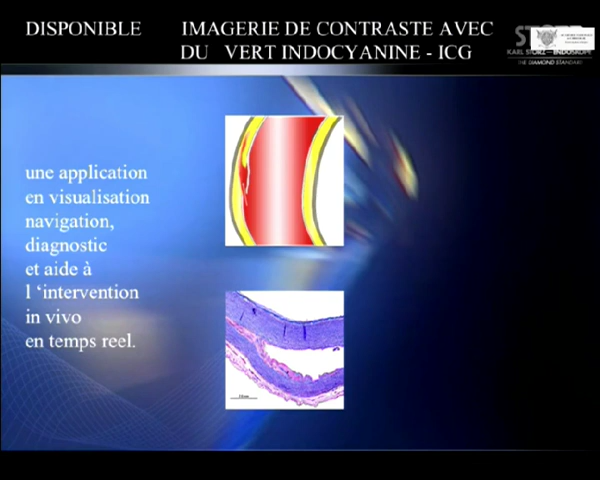 DISPONIBLE
IMAGERIE DE CONTRASTE AVEC
DU VERT INDOCYANINE - ICG
KARL STORZ — ENDOSKOPE
THE DIAMOND STANDARD
une application
en visualisation
navigation,
diagnostic
et aide à
l ‘intervention
in vivo
en temps reel.